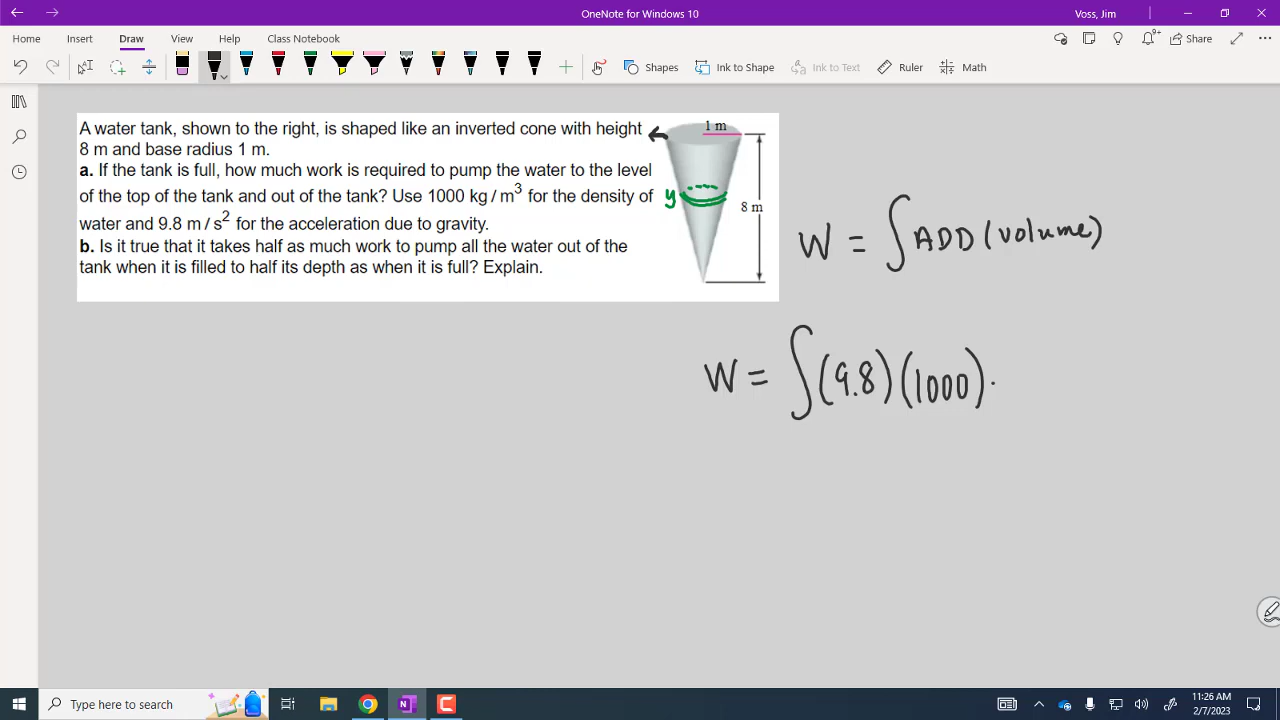 OneNote for Windows 10
Voss, Jim
Home Insert Draw View Help Class Notebook
Share
Shapes Ink to Shape Ink to Text Ruler Math
A water tank, shown to the right, is shaped like an inverted cone with height
8 m and base radius 1 m.
a. If the tank is full, how much work is required to pump the water to the level
of the top of the tank and out of the tank? Use 1000 kg / m³ for the density of
water and 9.8 m / s² for the acceleration due to gravity.
b. Is it true that it takes half as much work to pump all the water out of the
tank when it is filled to half its depth as when it is full? Explain.
1 m
y
8 m
W = ∫ ADD (volume)
W = ∫ (9.8)(1000) ·
Type here to search
11:26 AM
2/7/2023